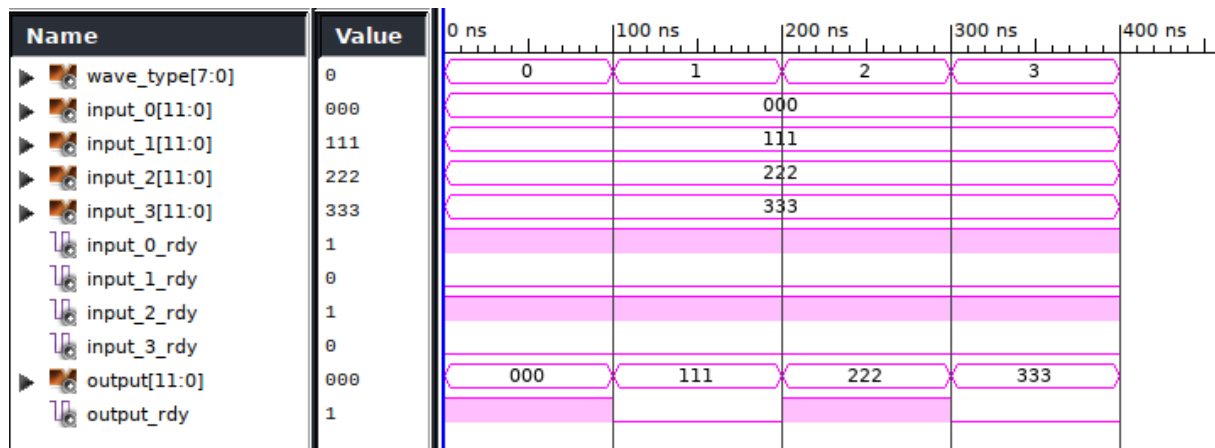 Name Value 0 ns 100 ns 200 ns 300 ns 400 ns
wave_type[7:0] 0 0 1 2 3
input_0[11:0] 000 000
input_1[11:0] 111 111
input_2[11:0] 222 222
input_3[11:0] 333 333
input_0_rdy 1
input_1_rdy 0
input_2_rdy 1
input_3_rdy 0
output[11:0] 000 000 111 222 333
output_rdy 1